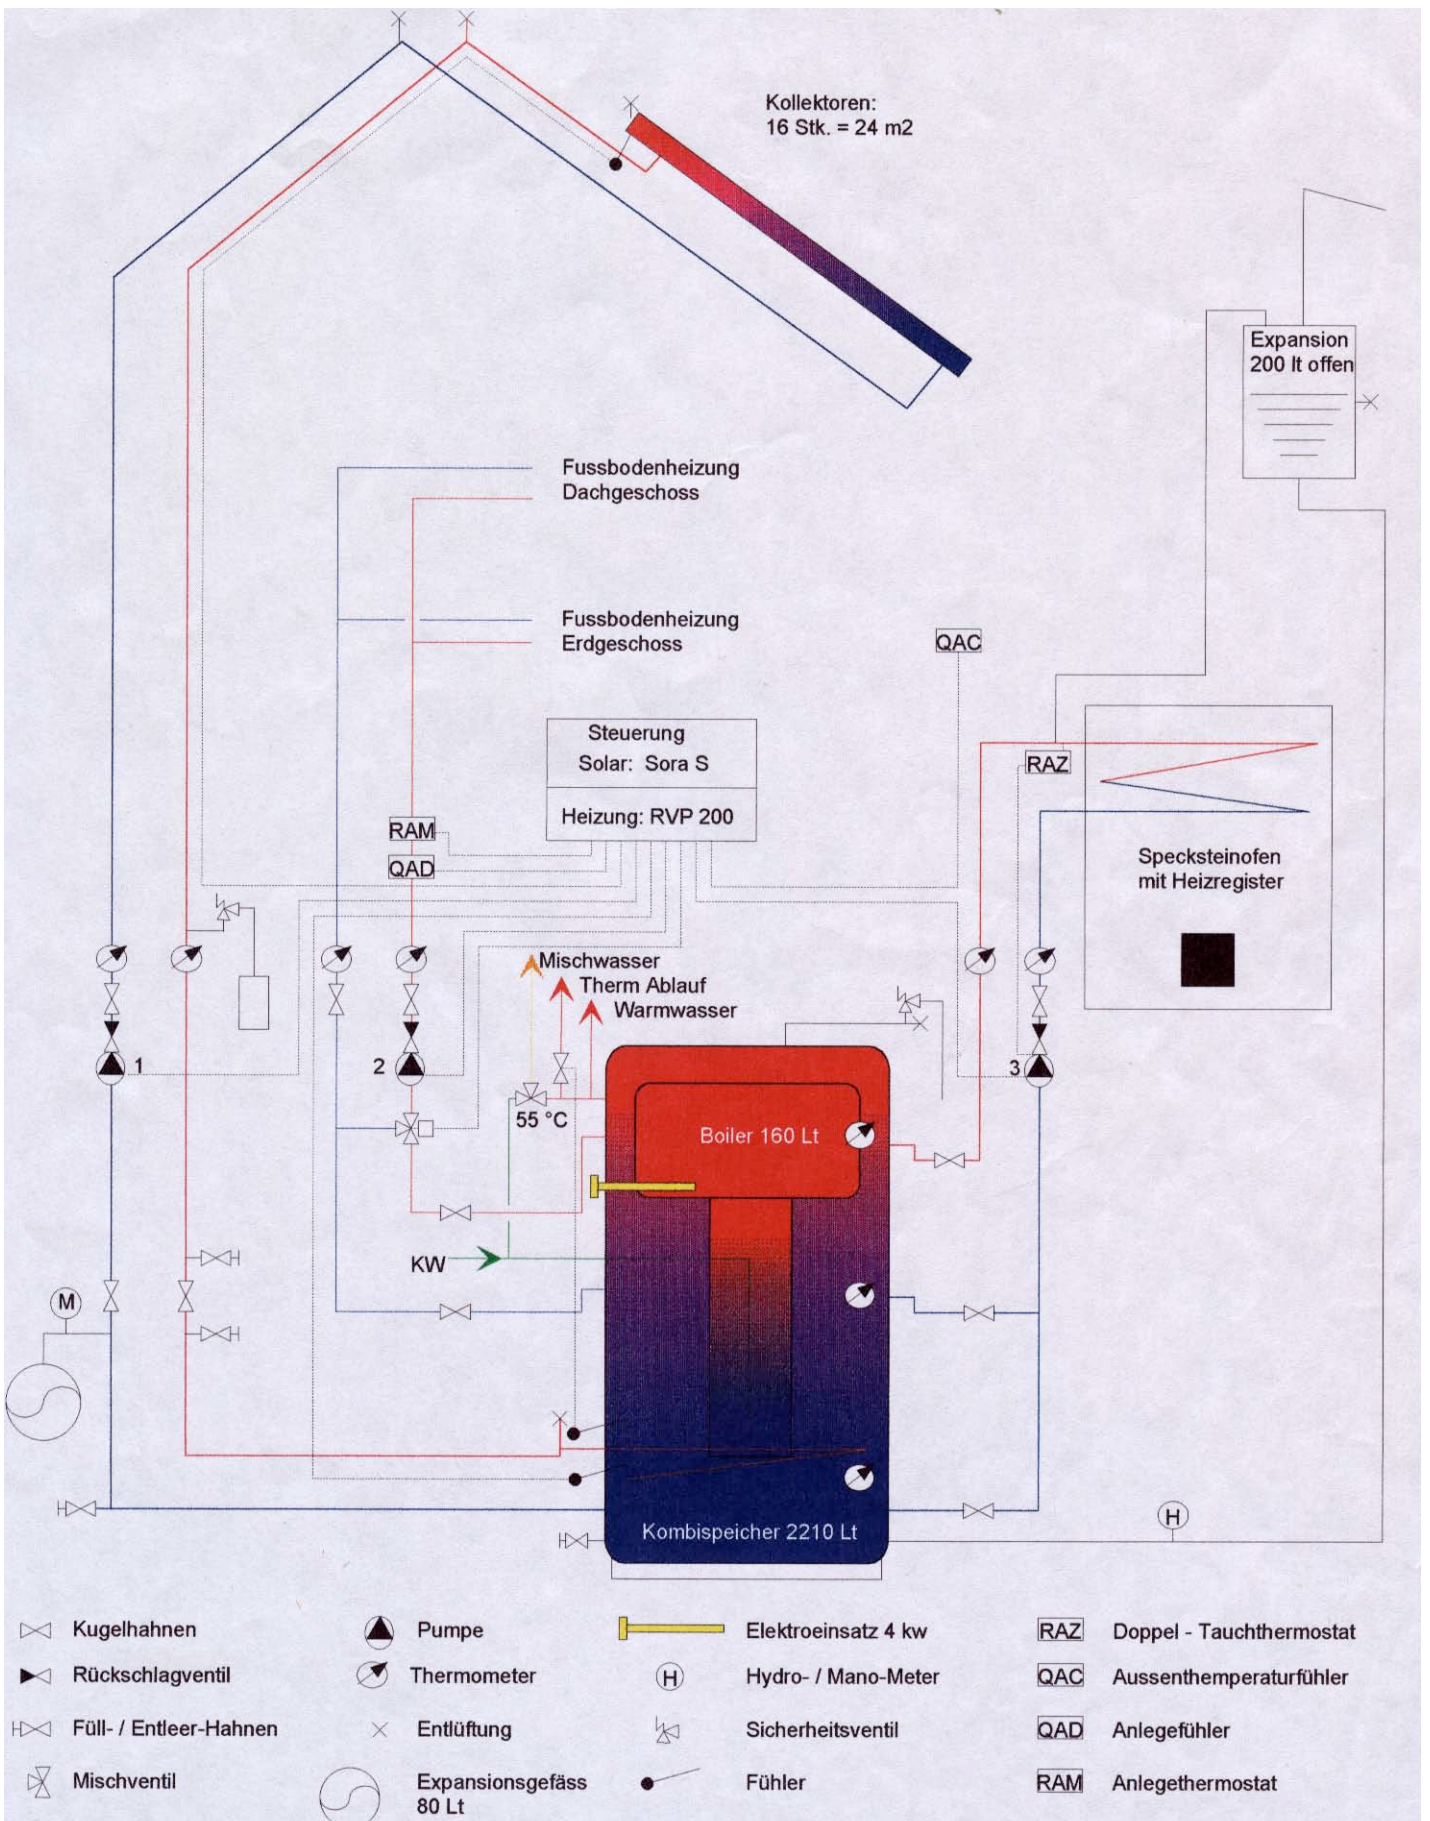 Kollektoren:
16 Stk. = 24 m2
Expansion
200 lt offen
Fussbodenheizung
Dachgeschoss
Fussbodenheizung
Erdgeschoss
QAC
Steuerung
Solar: Sora S
Heizung: RVP 200
RAZ
RAM
QAD
Specksteinofen
mit Heizregister
Mischwasser
Therm Ablauf
Warmwasser
1
2
3
55 °C
Boiler 160 Lt
KW
M
H
Kombispeicher 2210 Lt
Kugelhahnen
Pumpe
Elektroeinsatz 4 kw
RAZ Doppel - Tauchthermostat
Rückschlagventil
Thermometer
H Hydro- / Mano-Meter
QAC Aussenthemperaturfühler
Füll- / Entleer-Hahnen
Entlüftung
Sicherheitsventil
QAD Anlegefühler
Mischventil
Expansionsgefäss
80 Lt
Fühler
RAM Anlegethermostat